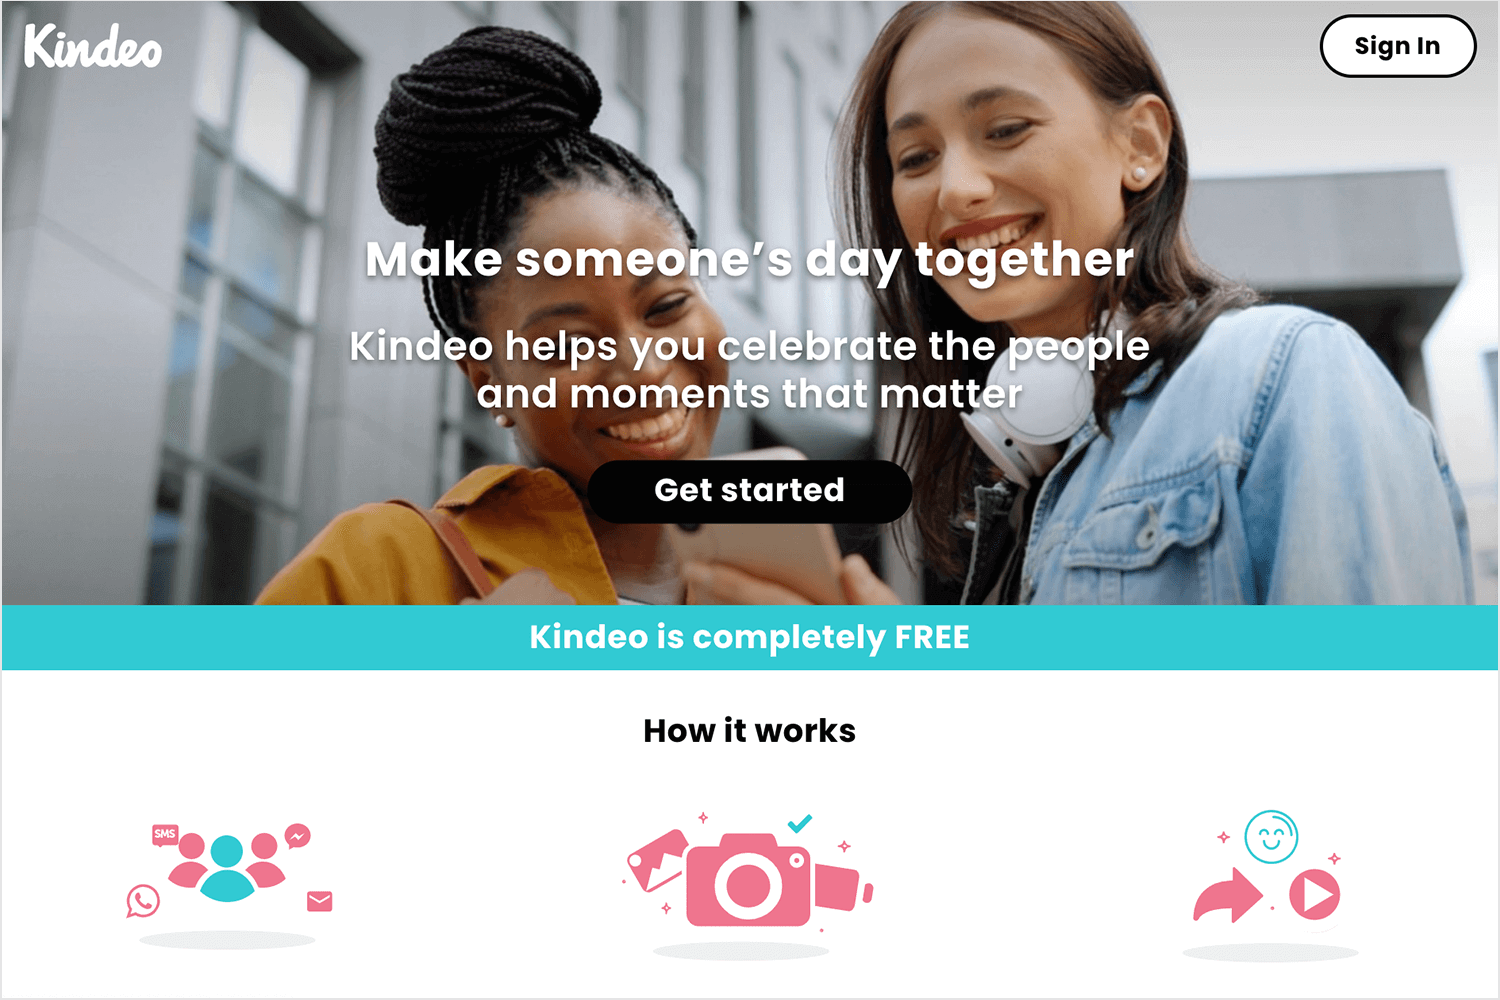 Kindeo
Sign In
Make someone’s day together
Kindeo helps you celebrate the people
and moments that matter
Get started
Kindeo is completely FREE
How it works
SMS